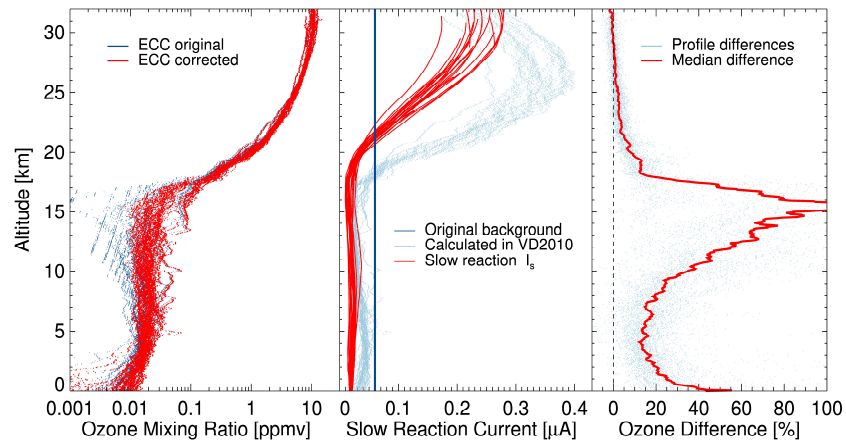 ECC original
ECC corrected
Original background
Calculated in VD2010
Slow reaction Is
Profile differences
Median difference
Altitude [km]
30
25
20
15
10
5
0
0.001 0.01 0.1 1 10
Ozone Mixing Ratio [ppmv]
0 0.1 0.2 0.3 0.4
Slow Reaction Current [µA]
0 20 40 60 80 100
Ozone Difference [%]